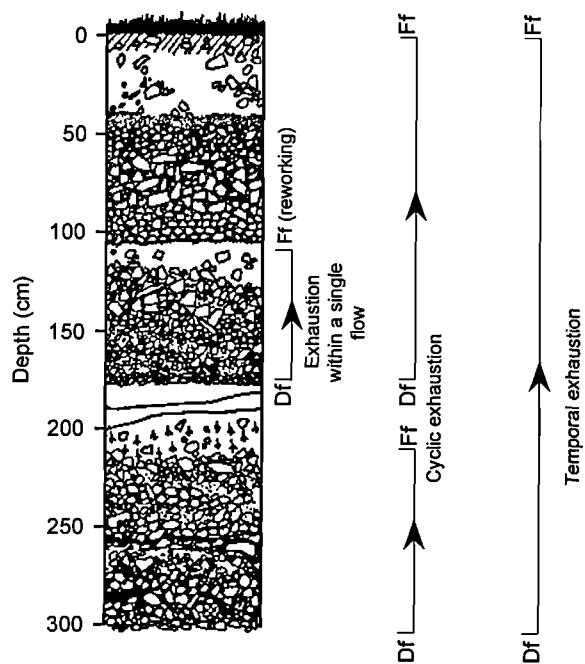 Depth (cm)
0
50
100
150
200
250
300
Ff (reworking)
Exhaustion
within a single
flow
Df
Ff
Df
Ff
Cyclic exhaustion
Df
Ff
Temporal exhaustion
Df